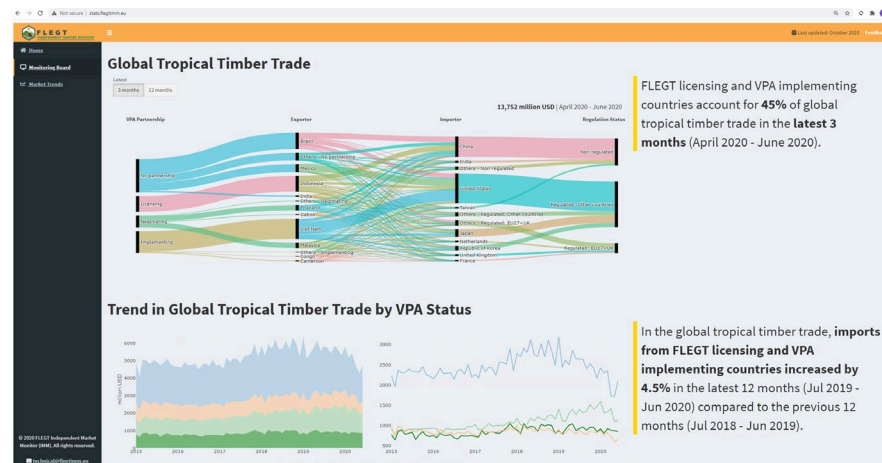 Not secure | stats.flegtimm.eu
FLEGT
INDEPENDENT MARKET MONITOR
Last updated: October 2020
Home
Monitoring Board
Market Trends
Global Tropical Timber Trade
Latest
3 months 12 months
13,752 million USD | April 2020 - June 2020
VPA Partnership Exporter Importer Regulation Status
No partnership
Licensing
Negotiating
Implementing
Brazil
Others - No partnership
Mexico
Indonesia
India
Others - Negotiating
Thailand
Gabon
Viet Nam
Malaysia
Others - Implementing
Congo
Cameroon
China
India
Others - Non regulated
United States
Taiwan
Others - Regulated: Other countries
Others - Regulated: EU27+UK
Japan
Netherlands
Republic of Korea
United Kingdom
France
Non regulated
Regulated: Other countries
Regulated: EU27+UK
FLEGT licensing and VPA implementing
countries account for 45% of global
tropical timber trade in the latest 3
months (April 2020 - June 2020).
Trend in Global Tropical Timber Trade by VPA Status
million USD
6000
5000
4000
3000
2000
1000
0
2015 2016 2017 2018 2019 2020
3000
2500
2000
1500
1000
500
2015 2016 2017 2018 2019 2020
In the global tropical timber trade, imports
from FLEGT licensing and VPA
implementing countries increased by
4.5% in the latest 12 months (Jul 2019 -
Jun 2020) compared to the previous 12
months (Jul 2018 - Jun 2019).
© 2020 FLEGT Independent Market
Monitor (IMM). All rights reserved.
technical@flegtimm.eu